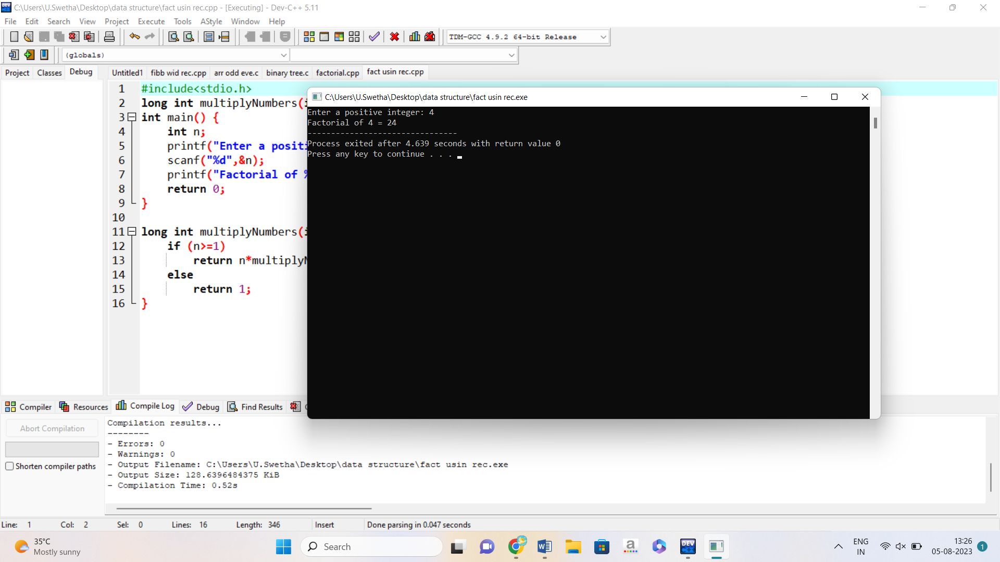 C:\Users\U.Swetha\Desktop\data structure\fact usin rec.cpp - [Executing] - Dev-C++ 5.11
File Edit Search View Project Execute Tools AStyle Window Help
TDM-GCC 4.9.2 64-bit Release
(globals)
Project Classes Debug
Untitled1 fibb wid rec.cpp arr odd eve.c binary tree.c factorial.cpp fact usin rec.cpp
1 #include<stdio.h>
2 long int multiplyNumbers(
3 int main() {
4 int n;
5 printf("Enter a positi
6 scanf("%d",&n);
7 printf("Factorial of %
8 return 0;
9 }
10
11 long int multiplyNumbers(
12 if (n>=1)
13 return n*multiplyN
14 else
15 return 1;
16 }
C:\Users\U.Swetha\Desktop\data structure\fact usin rec.exe
Enter a positive integer: 4
Factorial of 4 = 24
--------------------------------
Process exited after 4.639 seconds with return value 0
Press any key to continue . . .
Compiler Resources Compile Log Debug Find Results
Abort Compilation
Shorten compiler paths
Compilation results...
--------
- Errors: 0
- Warnings: 0
- Output Filename: C:\Users\U.Swetha\Desktop\data structure\fact usin rec.exe
- Output Size: 128.6396484375 KiB
- Compilation Time: 0.52s
Line: 1 Col: 2 Sel: 0 Lines: 16 Length: 346 Insert Done parsing in 0.047 seconds
35°C
Mostly sunny
Search
DEV
ENG
IN
13:26
05-08-2023
1